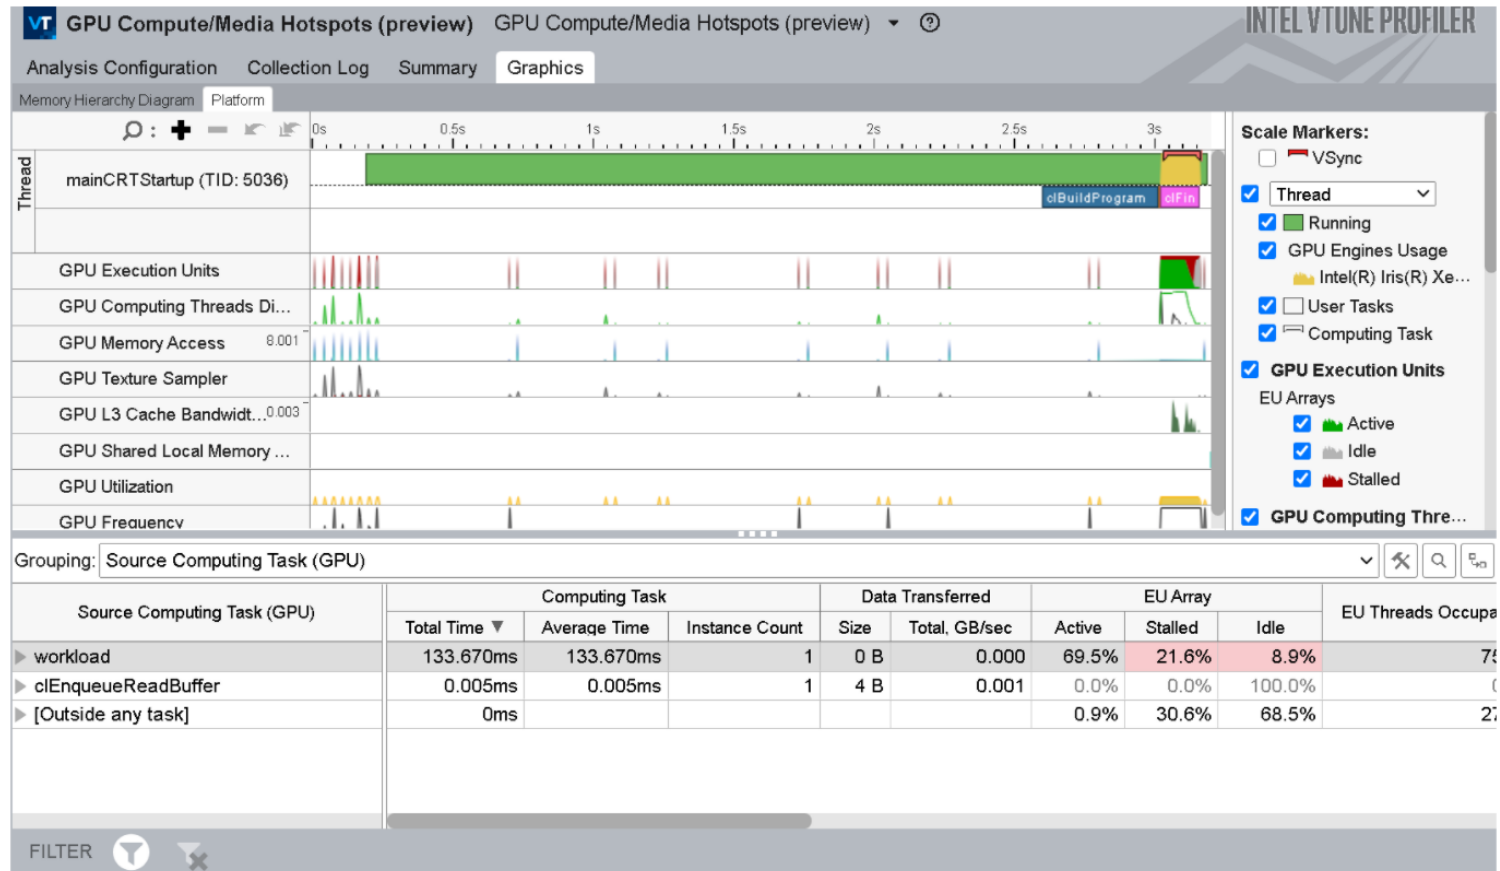 VT GPU Compute/Media Hotspots (preview) GPU Compute/Media Hotspots (preview) INTEL VTUNE PROFILER
Analysis Configuration Collection Log Summary Graphics
Memory Hierarchy Diagram Platform
0s 0.5s 1s 1.5s 2s 2.5s 3s
Thread
mainCRTStartup (TID: 5036)
clBuildProgram clFin
GPU Execution Units
GPU Computing Threads Di...
GPU Memory Access 8.001
GPU Texture Sampler
GPU L3 Cache Bandwidt... 0.003
GPU Shared Local Memory ...
GPU Utilization
GPU Frequency
Scale Markers:
VSync
Thread
Running
GPU Engines Usage
Intel(R) Iris(R) Xe...
User Tasks
Computing Task
GPU Execution Units
EU Arrays
Active
Idle
Stalled
GPU Computing Thre...
Grouping: Source Computing Task (GPU)
Source Computing Task (GPU) Computing Task Data Transferred EU Array EU Threads Occupa
Total Time ▼ Average Time Instance Count Size Total, GB/sec Active Stalled Idle
workload 133.670ms 133.670ms 1 0 B 0.000 69.5% 21.6% 8.9%
clEnqueueReadBuffer 0.005ms 0.005ms 1 4 B 0.001 0.0% 0.0% 100.0%
[Outside any task] 0ms 0.9% 30.6% 68.5%
FILTER